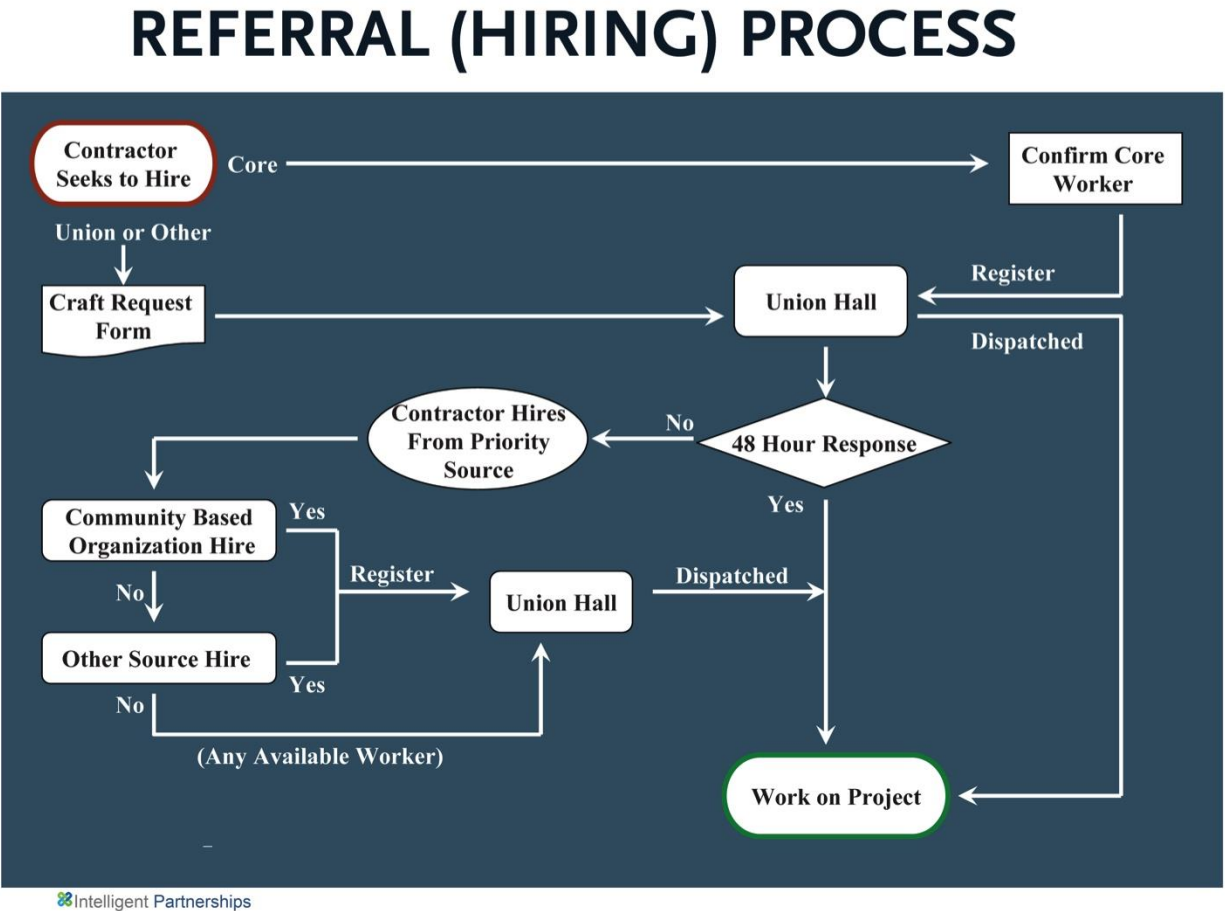 REFERRAL (HIRING) PROCESS
Contractor
Seeks to Hire
Core
Confirm Core
Worker
Union or Other
Craft Request
Form
Union Hall
Register
Dispatched
48 Hour Response
No
Yes
Contractor Hires
From Priority
Source
Community Based
Organization Hire
Yes
No
Register
Union Hall
Dispatched
Other Source Hire
Yes
No
(Any Available Worker)
Work on Project
Intelligent Partnerships